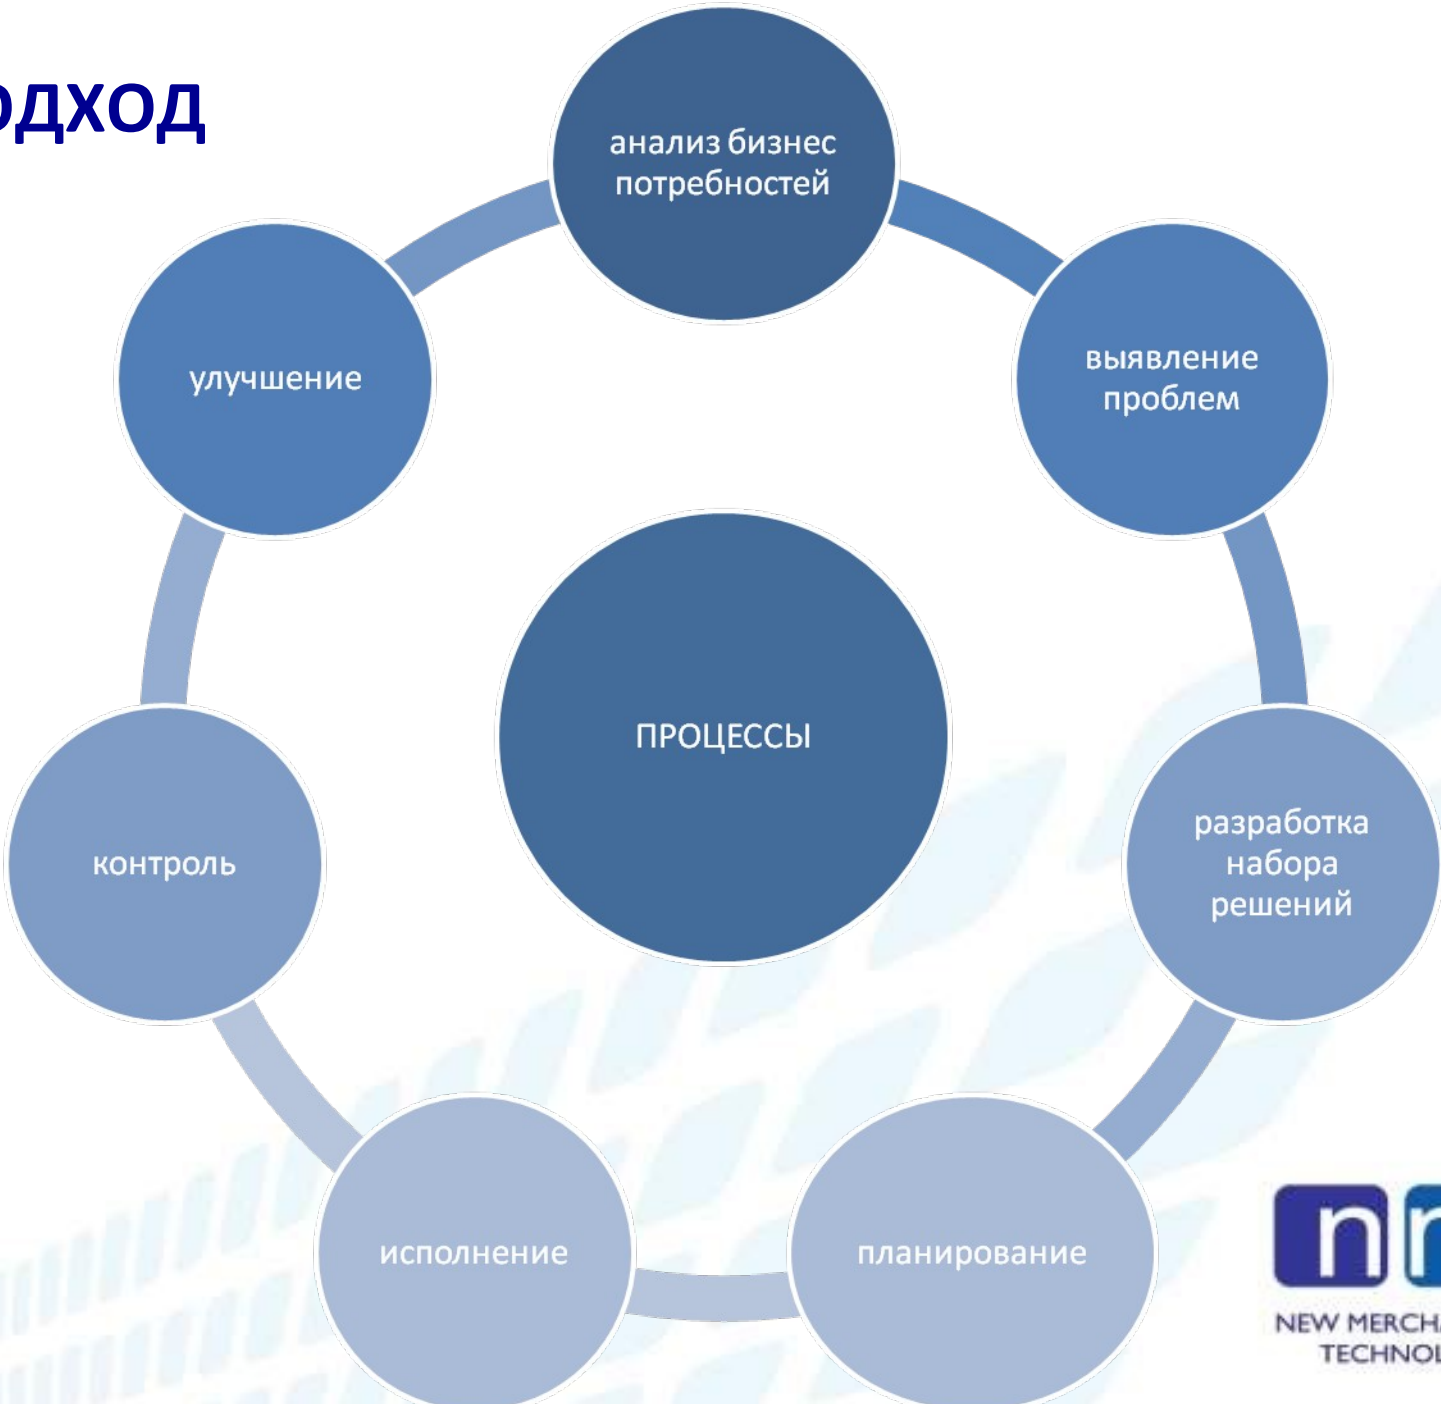 ОДХОД
анализ бизнес
потребностей
выявление
проблем
разработка
набора
решений
планирование
исполнение
контроль
улучшение
ПРОЦЕССЫ
n
NEW MERCH
TECHNOL